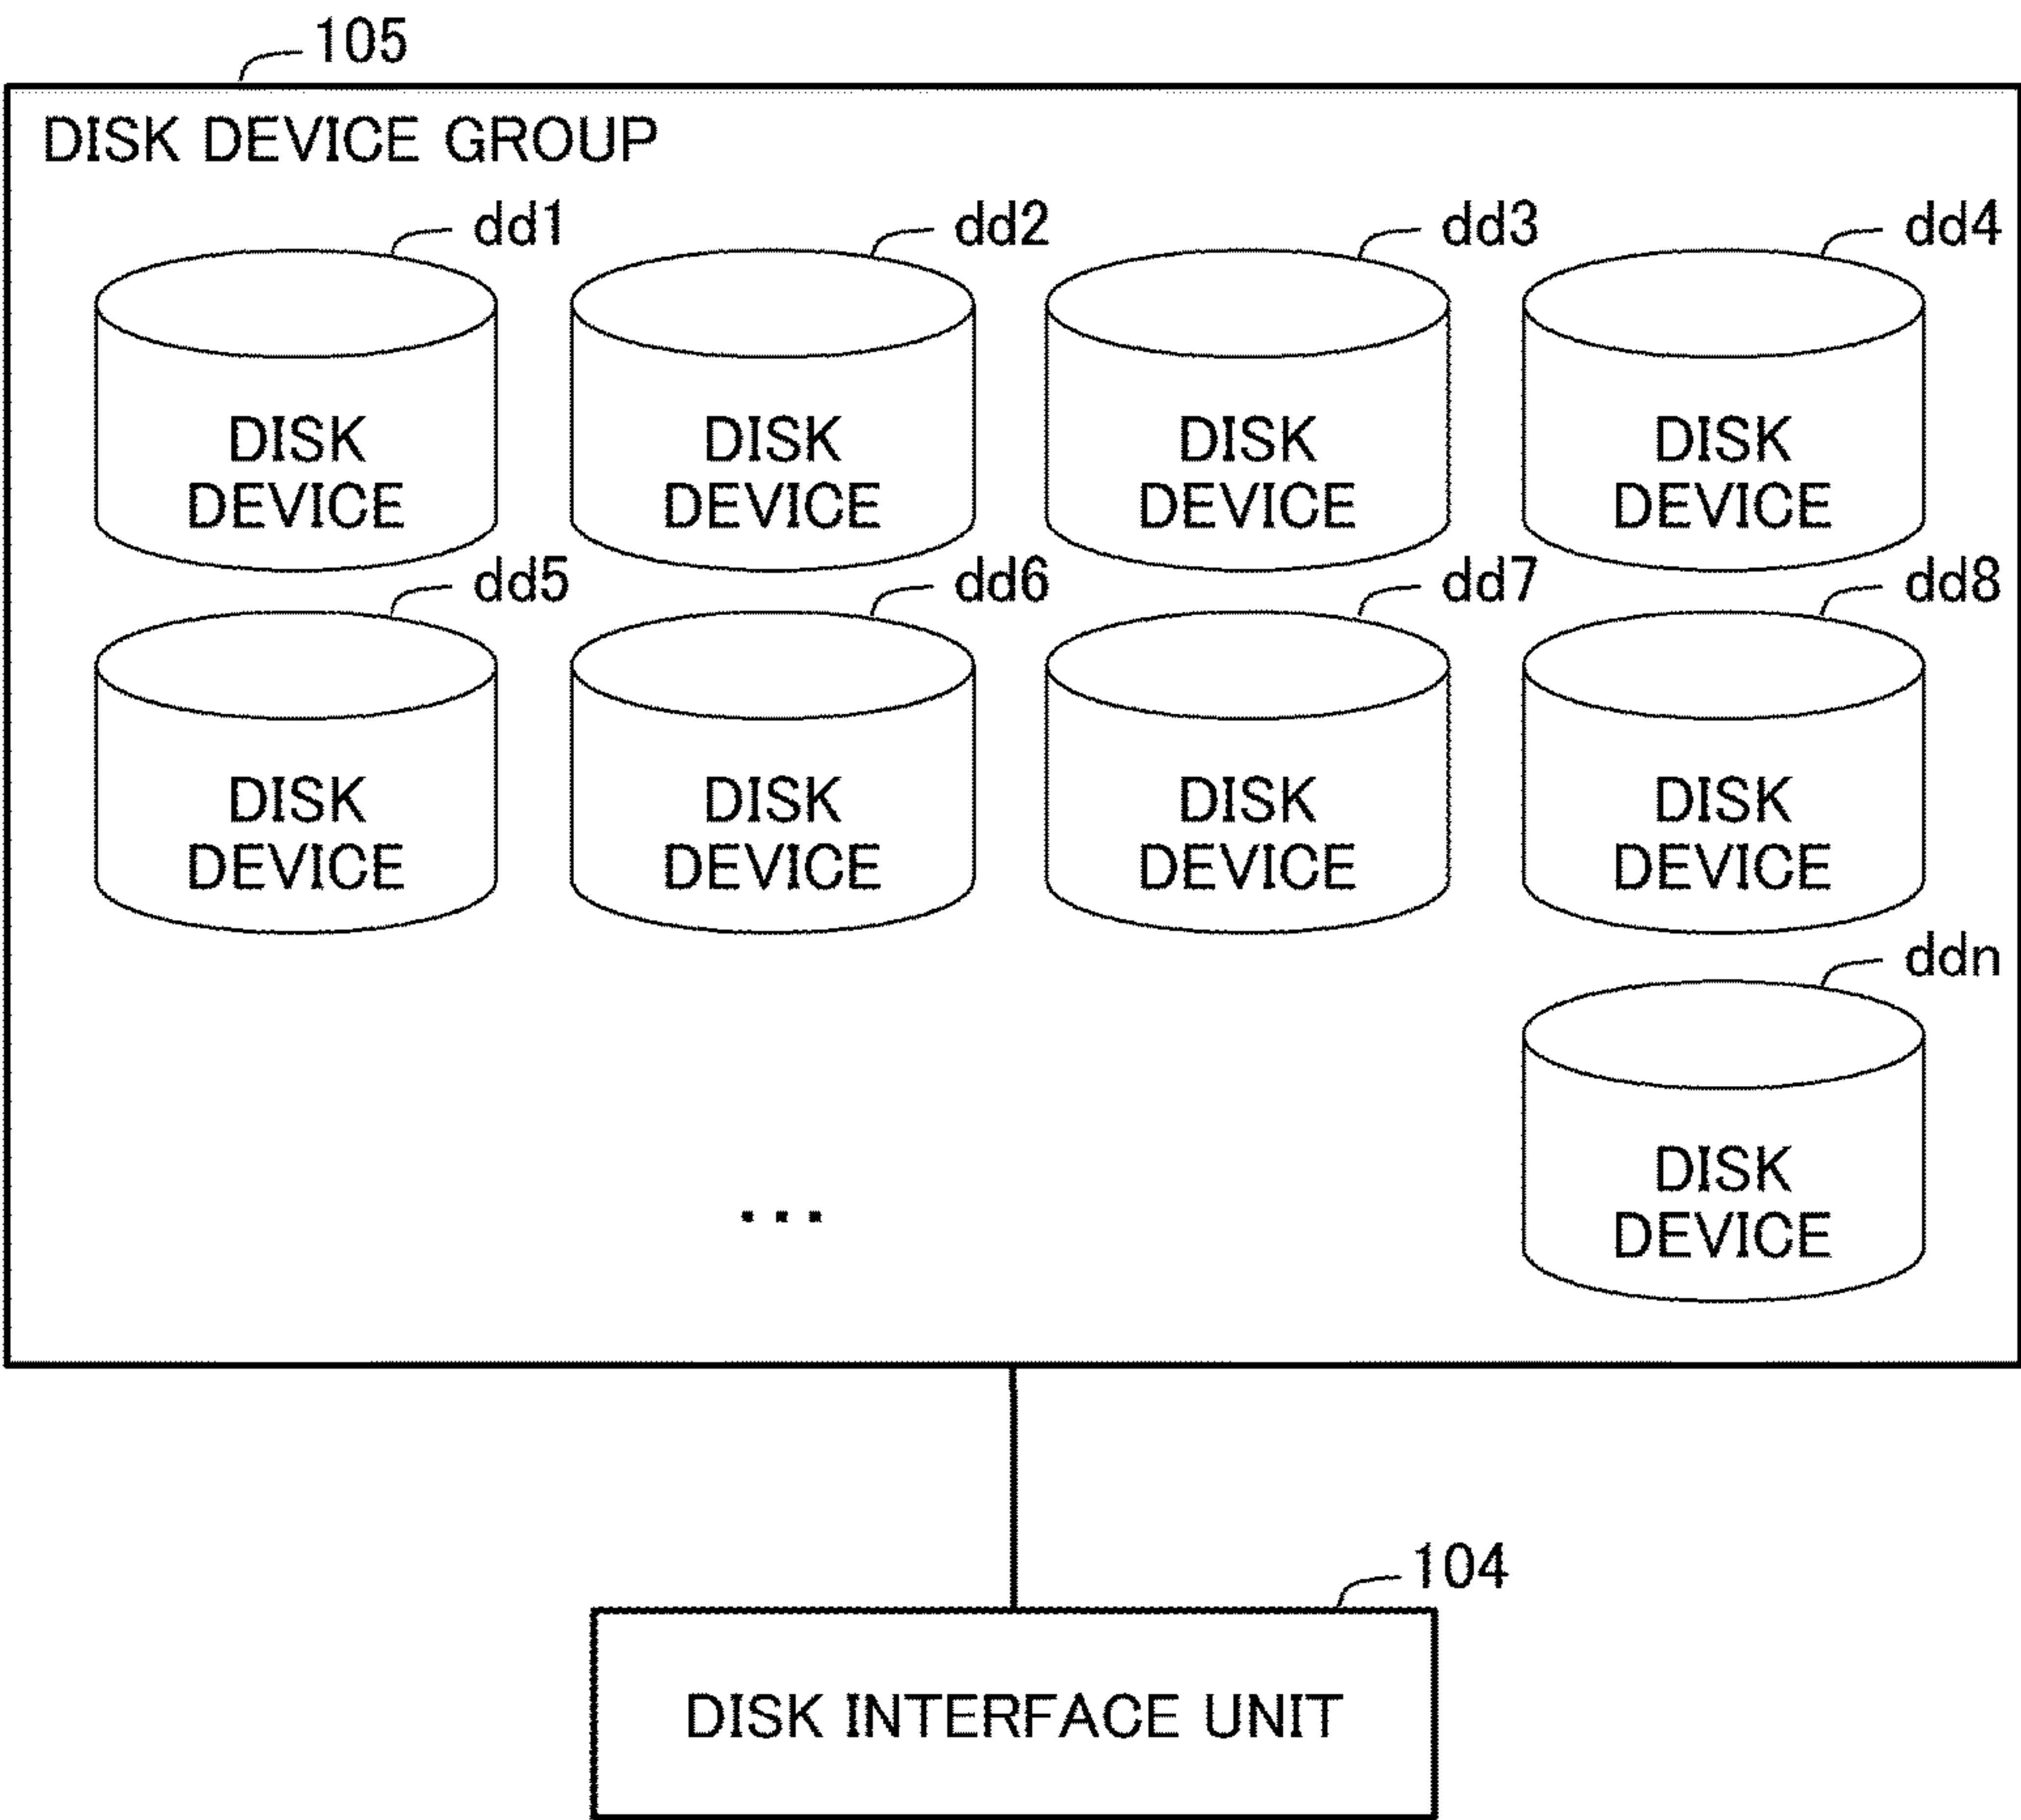 105
DISK DEVICE GROUP
dd1 dd2 dd3 dd4
DISK DISK DISK DISK
DEVICE DEVICE DEVICE DEVICE
dd5 dd6 dd7 dd8
DISK DISK DISK DISK
DEVICE DEVICE DEVICE DEVICE
ddn
DISK
DEVICE
...
104
DISK INTERFACE UNIT